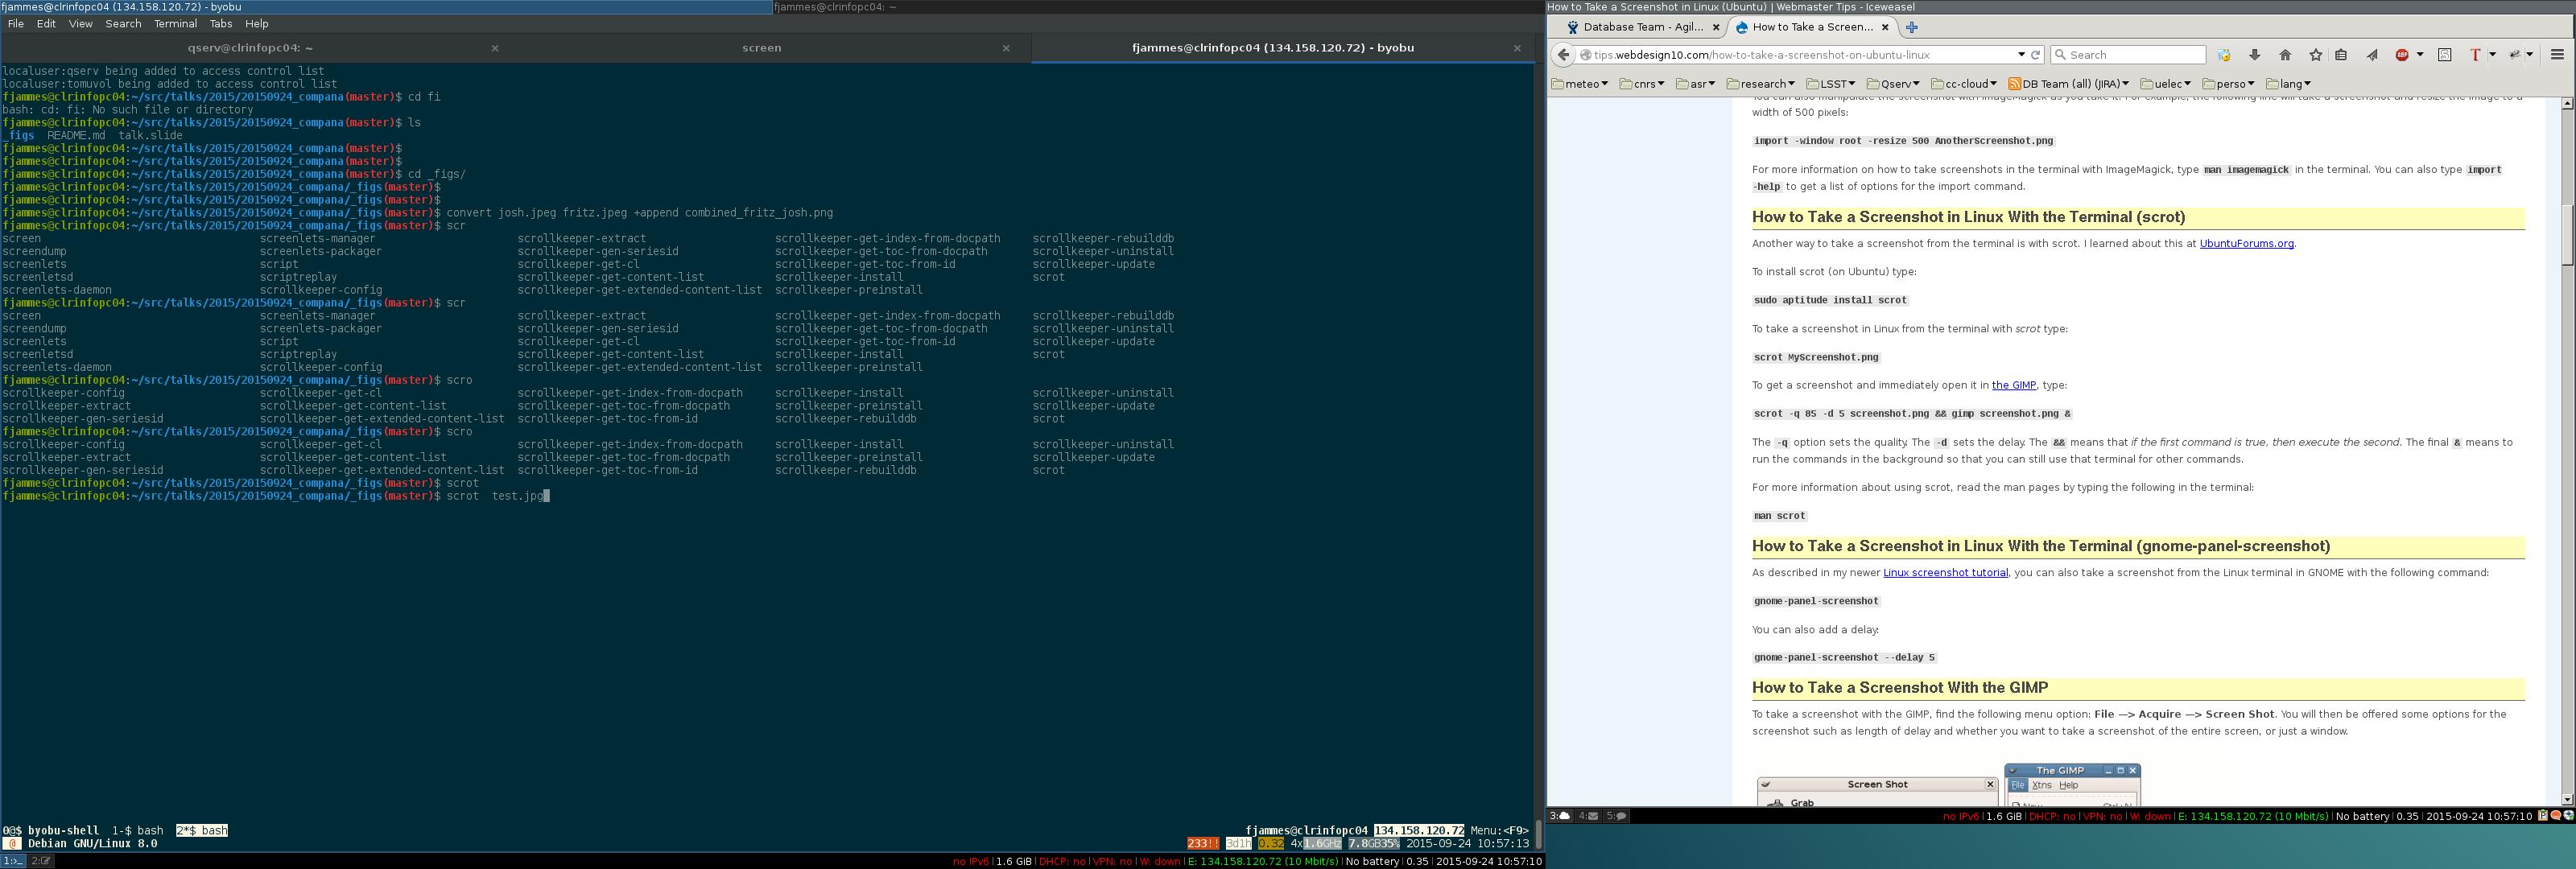 fjammes@clrinfopc04 (134.158.120.72) - byobu
fjammes@clrinfopc04: ~
File Edit View Search Terminal Tabs Help
qserv@clrinfopc04: ~ × screen × fjammes@clrinfopc04 (134.158.120.72) - byobu ×
localuser:qserv being added to access control list
localuser:tomuvol being added to access control list
fjammes@clrinfopc04:~/src/talks/2015/20150924_compana(master)$ cd fi
bash: cd: fi: No such file or directory
fjammes@clrinfopc04:~/src/talks/2015/20150924_compana(master)$ ls
_figs README.md talk.slide
fjammes@clrinfopc04:~/src/talks/2015/20150924_compana(master)$
fjammes@clrinfopc04:~/src/talks/2015/20150924_compana(master)$
fjammes@clrinfopc04:~/src/talks/2015/20150924_compana(master)$ cd _figs/
fjammes@clrinfopc04:~/src/talks/2015/20150924_compana/_figs(master)$
fjammes@clrinfopc04:~/src/talks/2015/20150924_compana/_figs(master)$
fjammes@clrinfopc04:~/src/talks/2015/20150924_compana/_figs(master)$ convert josh.jpeg fritz.jpeg +append combined_fritz_josh.png
fjammes@clrinfopc04:~/src/talks/2015/20150924_compana/_figs(master)$ scr
screen screenlets-manager scrollkeeper-extract scrollkeeper-get-index-from-docpath scrollkeeper-rebuilddb
screendump screenlets-packager scrollkeeper-gen-seriesid scrollkeeper-get-toc-from-docpath scrollkeeper-uninstall
screenlets script scrollkeeper-get-cl scrollkeeper-get-toc-from-id scrollkeeper-update
screenletsd scriptreplay scrollkeeper-get-content-list scrollkeeper-install scrot
screenlets-daemon scrollkeeper-config scrollkeeper-get-extended-content-list scrollkeeper-preinstall
fjammes@clrinfopc04:~/src/talks/2015/20150924_compana/_figs(master)$ scr
screen screenlets-manager scrollkeeper-extract scrollkeeper-get-index-from-docpath scrollkeeper-rebuilddb
screendump screenlets-packager scrollkeeper-gen-seriesid scrollkeeper-get-toc-from-docpath scrollkeeper-uninstall
screenlets script scrollkeeper-get-cl scrollkeeper-get-toc-from-id scrollkeeper-update
screenletsd scriptreplay scrollkeeper-get-content-list scrollkeeper-install scrot
screenlets-daemon scrollkeeper-config scrollkeeper-get-extended-content-list scrollkeeper-preinstall
fjammes@clrinfopc04:~/src/talks/2015/20150924_compana/_figs(master)$ scro
scrollkeeper-config scrollkeeper-get-cl scrollkeeper-get-index-from-docpath scrollkeeper-install scrollkeeper-uninstall
scrollkeeper-extract scrollkeeper-get-content-list scrollkeeper-get-toc-from-docpath scrollkeeper-preinstall scrollkeeper-update
scrollkeeper-gen-seriesid scrollkeeper-get-extended-content-list scrollkeeper-get-toc-from-id scrollkeeper-rebuilddb scrot
fjammes@clrinfopc04:~/src/talks/2015/20150924_compana/_figs(master)$ scro
scrollkeeper-config scrollkeeper-get-cl scrollkeeper-get-index-from-docpath scrollkeeper-install scrollkeeper-uninstall
scrollkeeper-extract scrollkeeper-get-content-list scrollkeeper-get-toc-from-docpath scrollkeeper-preinstall scrollkeeper-update
scrollkeeper-gen-seriesid scrollkeeper-get-extended-content-list scrollkeeper-get-toc-from-id scrollkeeper-rebuilddb scrot
fjammes@clrinfopc04:~/src/talks/2015/20150924_compana/_figs(master)$ scrot
fjammes@clrinfopc04:~/src/talks/2015/20150924_compana/_figs(master)$ scrot  test.jpg
0@$ byobu-shell 1-$ bash 2*$ bash fjammes@clrinfopc04 134.158.120.72 Menu:<F9>
@ Debian GNU/Linux 8.0 233!! 3d1h 0.32 4x1.6GHz 7.8GB35% 2015-09-24 10:57:13
1:>_ 2: no IPv6 | 1.6 GiB | DHCP: no | VPN: no | W: down | E: 134.158.120.72 (10 Mbit/s) | No battery | 0.35 | 2015-09-24 10:57:10
How to Take a Screenshot in Linux (Ubuntu) | Webmaster Tips - Iceweasel
Database Team - Agil... × How to Take a Screen... ×
tips.webdesign10.com/how-to-take-a-screenshot-on-ubuntu-linux Search
meteo cnrs asr research LSST Qserv cc-cloud DB Team (all) (JIRA) uelec perso lang
You can also manipulate the screenshot with ImageMagick as you take it. For example, the following line will take a screenshot and resize the image to a
width of 500 pixels:
import -window root -resize 500 AnotherScreenshot.png
For more information on how to take screenshots in the terminal with ImageMagick, type man imagemagick in the terminal. You can also type import
-help to get a list of options for the import command.
How to Take a Screenshot in Linux With the Terminal (scrot)
Another way to take a screenshot from the terminal is with scrot. I learned about this at UbuntuForums.org.
To install scrot (on Ubuntu) type:
sudo aptitude install scrot
To take a screenshot in Linux from the terminal with scrot type:
scrot MyScreenshot.png
To get a screenshot and immediately open it in the GIMP, type:
scrot -q 85 -d 5 screenshot.png && gimp screenshot.png &
The -q option sets the quality. The -d sets the delay. The && means that if the first command is true, then execute the second. The final & means to
run the commands in the background so that you can still use that terminal for other commands.
For more information about using scrot, read the man pages by typing the following in the terminal:
man scrot
How to Take a Screenshot in Linux With the Terminal (gnome-panel-screenshot)
As described in my newer Linux screenshot tutorial, you can also take a screenshot from the Linux terminal in GNOME with the following command:
gnome-panel-screenshot
You can also add a delay:
gnome-panel-screenshot --delay 5
How to Take a Screenshot With the GIMP
To take a screenshot with the GIMP, find the following menu option: File —> Acquire —> Screen Shot. You will then be offered some options for the
screenshot such as length of delay and whether you want to take a screenshot of the entire screen, or just a window.
The GIMP
Screen Shot File Xtns Help
Grab
3: 4: 5: no IPv6 | 1.6 GiB | DHCP: no | VPN: no | W: down | E: 134.158.120.72 (10 Mbit/s) | No battery | 0.35 | 2015-09-24 10:57:10